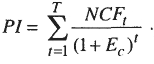 PI = \sum_{t=1}^{T} \frac{NCF_t}{(1+E_c)^t} .